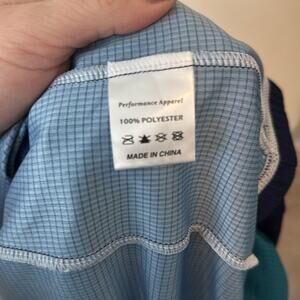 Performance Apparel
100% POLYESTER
MADE IN CHINA